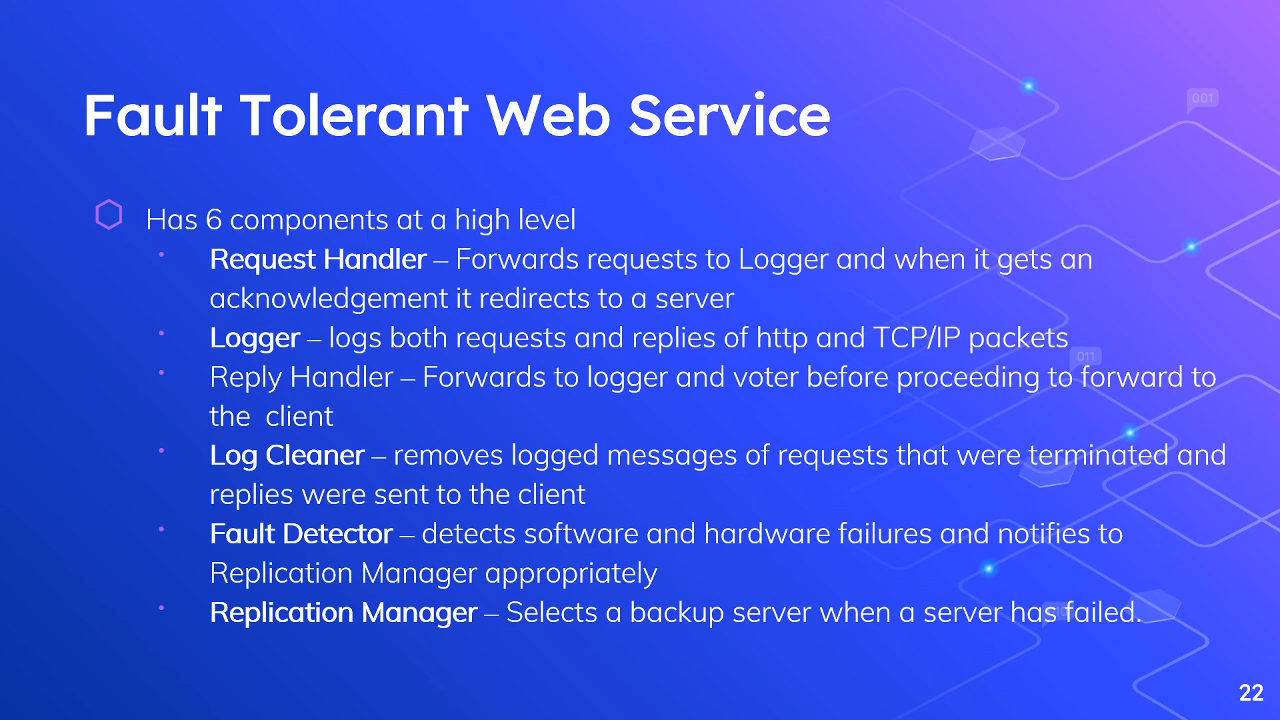 Fault Tolerant Web Service
001
Has 6 components at a high level
Request Handler – Forwards requests to Logger and when it gets an
acknowledgement it redirects to a server
Logger – logs both requests and replies of http and TCP/IP packets
011
Reply Handler – Forwards to logger and voter before proceeding to forward to
the  client
Log Cleaner – removes logged messages of requests that were terminated and
replies were sent to the client
Fault Detector – detects software and hardware failures and notifies to
Replication Manager appropriately
Replication Manager – Selects a backup server when a server has failed.
22